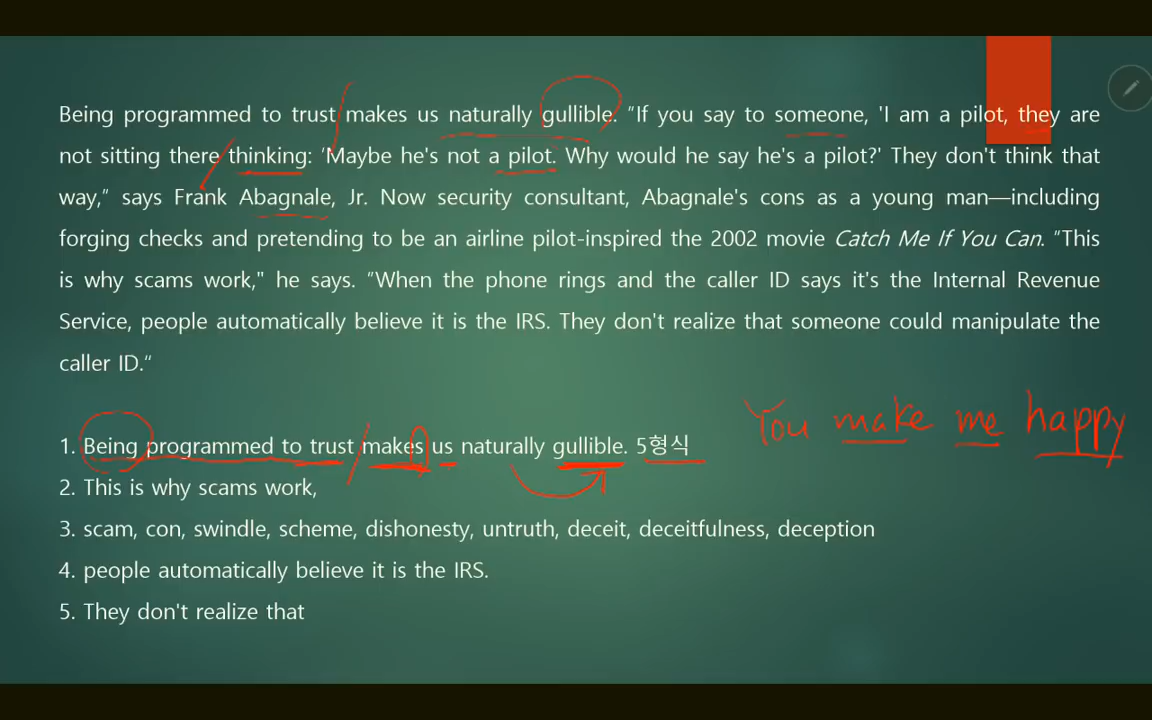 Being programmed to trust makes us naturally gullible. "If you say to someone, 'I am a pilot, they are
not sitting there thinking: 'Maybe he's not a pilot. Why would he say he's a pilot?' They don't think that
way," says Frank Abagnale, Jr. Now security consultant, Abagnale's cons as a young man—including
forging checks and pretending to be an airline pilot-inspired the 2002 movie Catch Me If You Can. "This
is why scams work," he says. "When the phone rings and the caller ID says it's the Internal Revenue
Service, people automatically believe it is the IRS. They don't realize that someone could manipulate the
caller ID."
You make me happy
1. Being programmed to trust makes us naturally gullible. 5형식
2. This is why scams work,
3. scam, con, swindle, scheme, dishonesty, untruth, deceit, deceitfulness, deception
4. people automatically believe it is the IRS.
5. They don't realize that